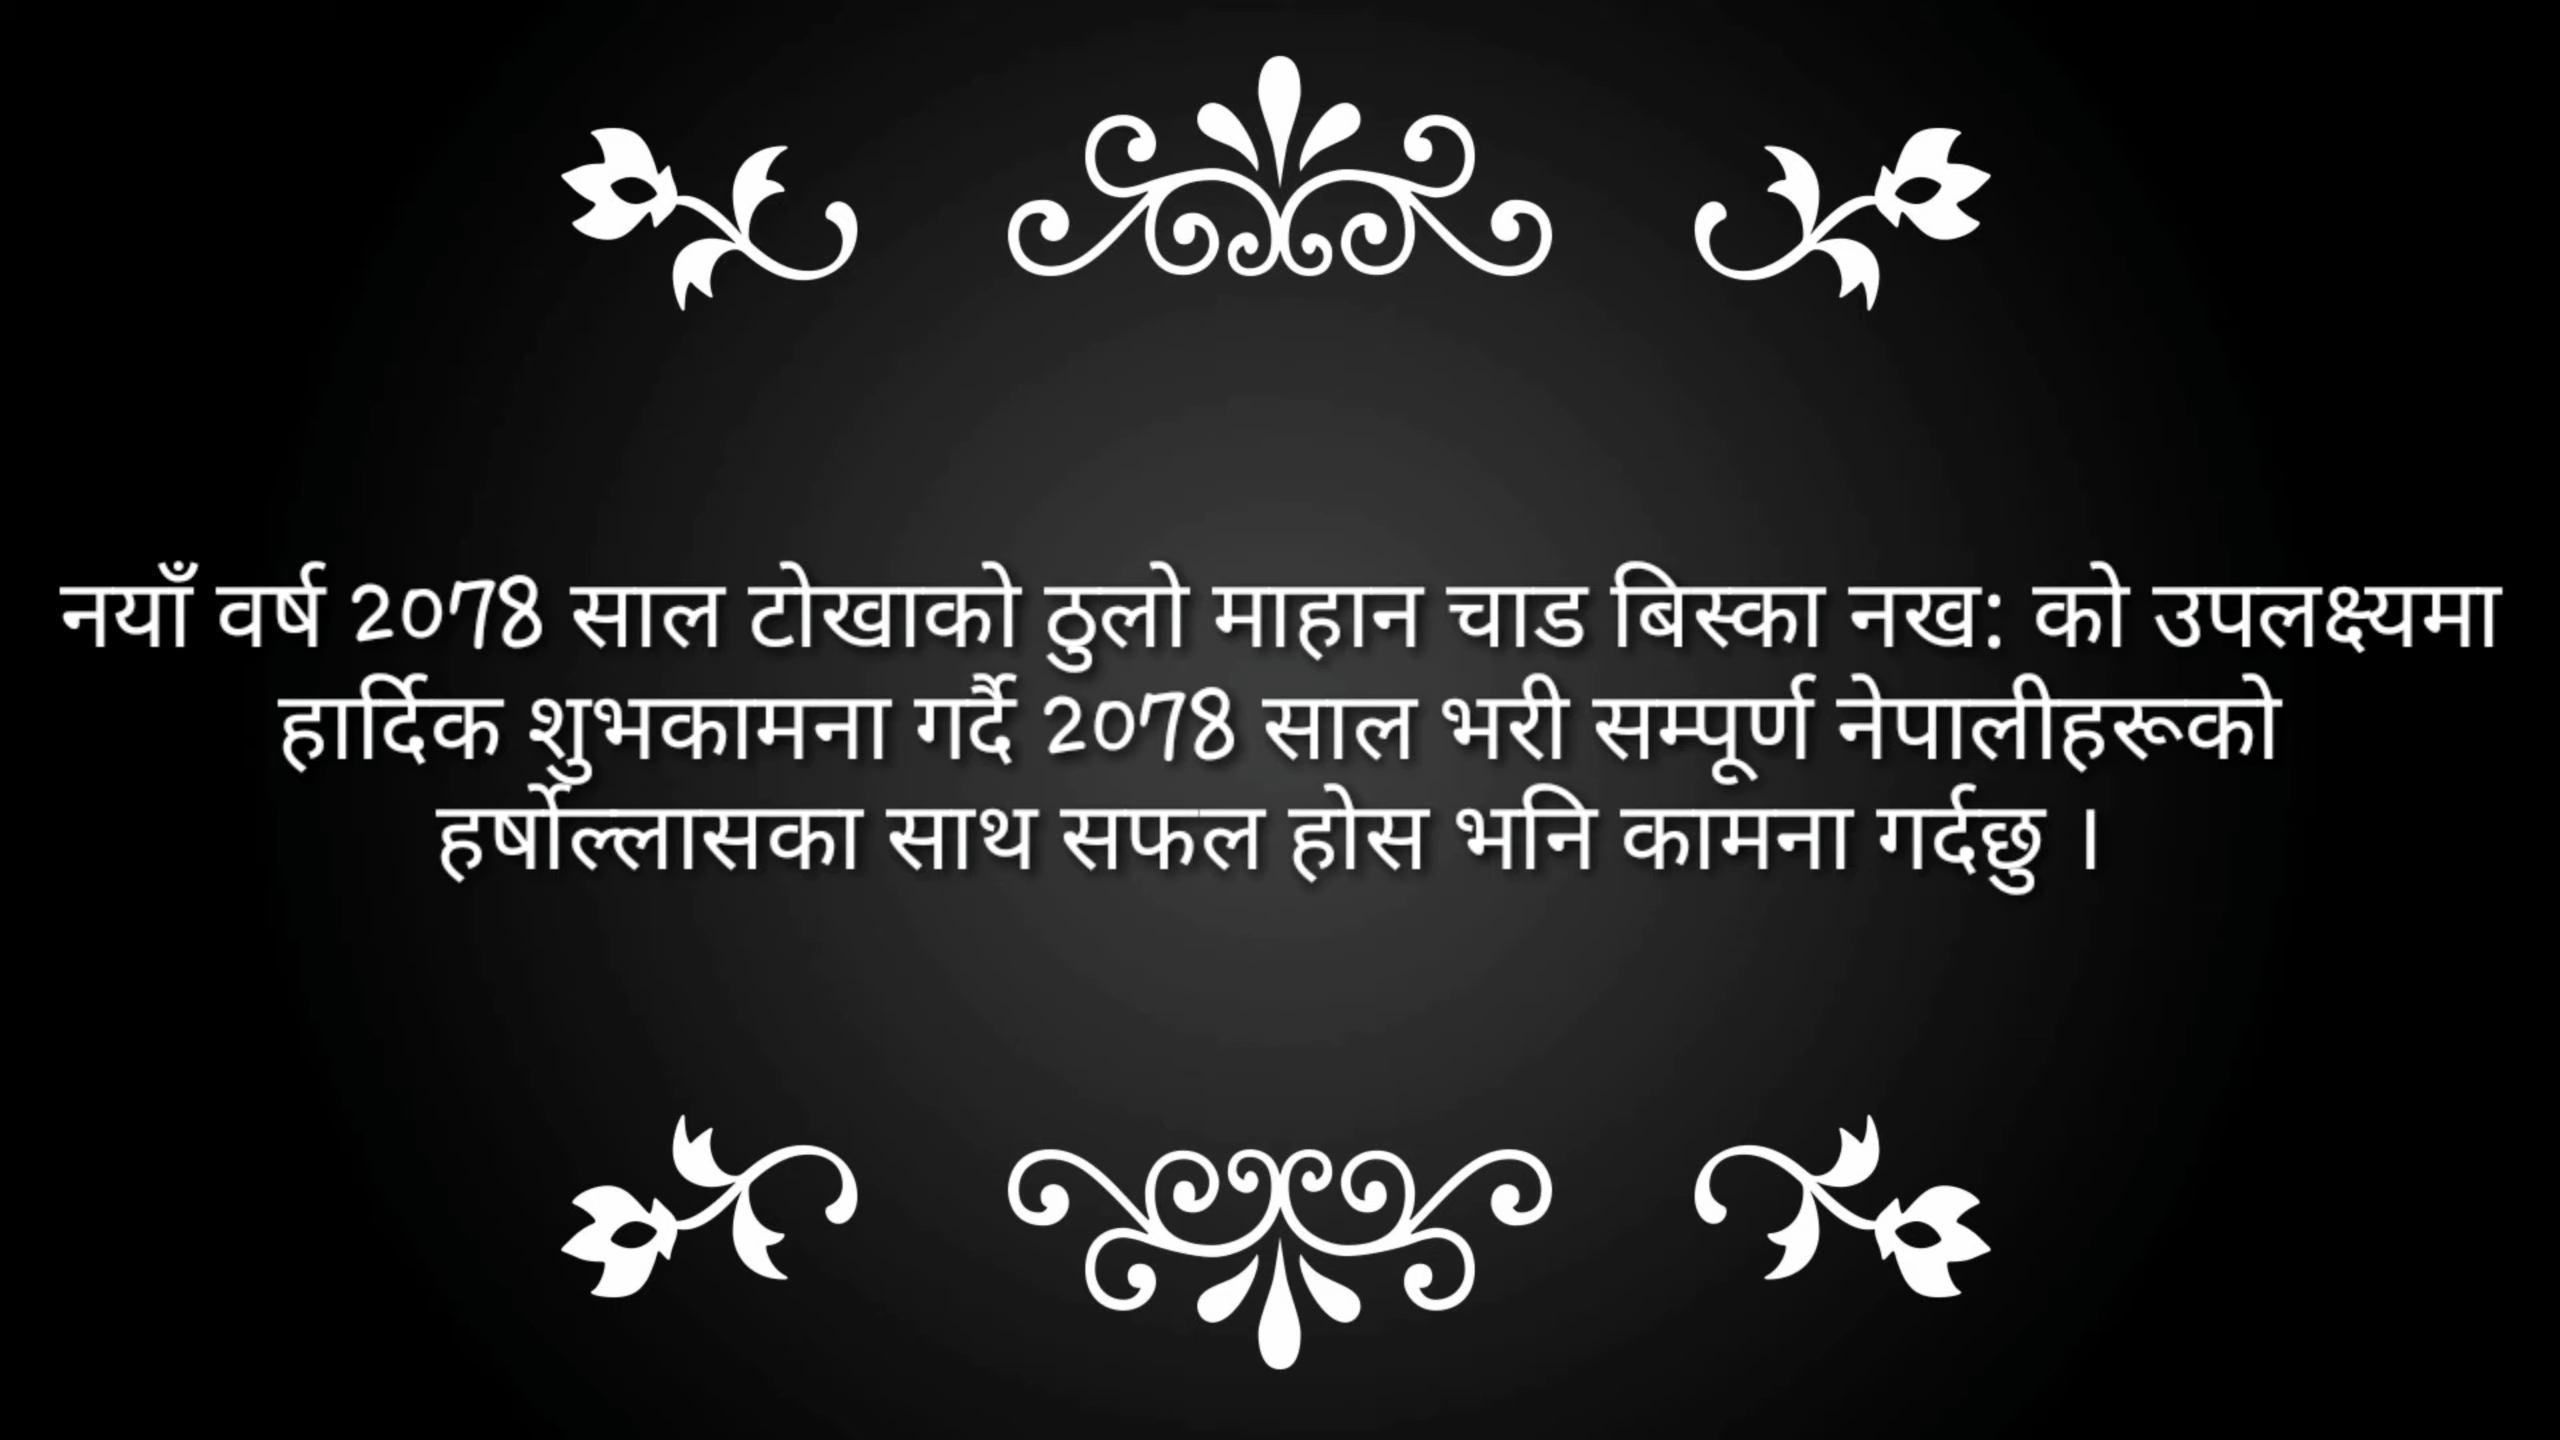 नयाँ वर्ष 2078 साल टोखाको ठुलो माहान चाड बिस्का नख: को उपलक्ष्यमा
हार्दिक शुभकामना गर्दै 2078 साल भरी सम्पूर्ण नेपालीहरूको
हर्षोल्लासका साथ सफल होस भनि कामना गर्दछु ।